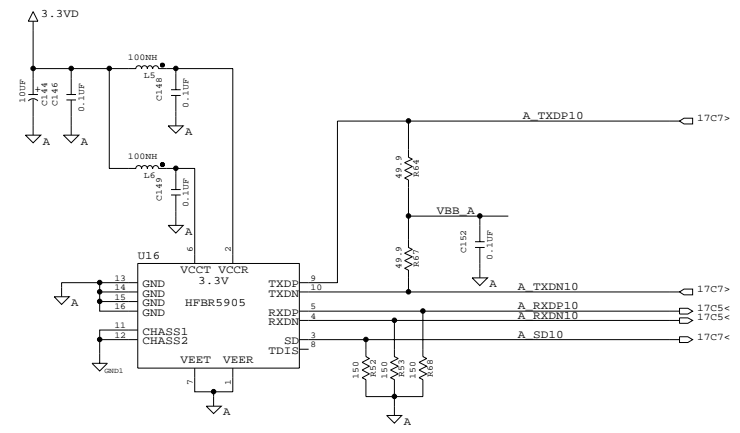 3.3VD
100NH
L5
10UF
C144
C146
0.1UF
C148
0.1UF
A
A
A
100NH
L6
C149
0.1UF
A
A_TXDP10
17C7>
49.9
R64
VBB_A
49.9
R67
C152
0.1UF
A
U16
6
2
VCCT VCCR
3.3V
HFBR5905
13 GND
14 GND
15 GND
16 GND
A
11 CHASS1
12 CHASS2
GND1
VEET VEER
7
1
A
TXDP 9
TXDN 10
A_TXDN10
17C7>
RXDP 5
A_RXDP10
17C5<
RXDN 4
A_RXDN10
17C5<
SD 3
A_SD10
17C7<
TDIS 8
150
R52
150
R53
150
R68
A